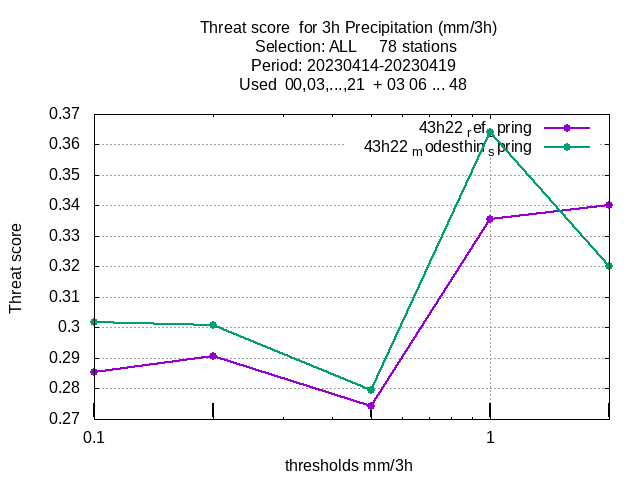 Threat score  for 3h Precipitation (mm/3h)
Selection: ALL     78 stations
Period: 20230414-20230419
Used  00,03,...,21  + 03 06 ... 48
0.37
0.36
0.35
0.34
0.33
0.32
0.31
0.3
0.29
0.28
0.27
Threat score
43h22_ref_spring
43h22_modesthin_spring
0.1
1
thresholds mm/3h